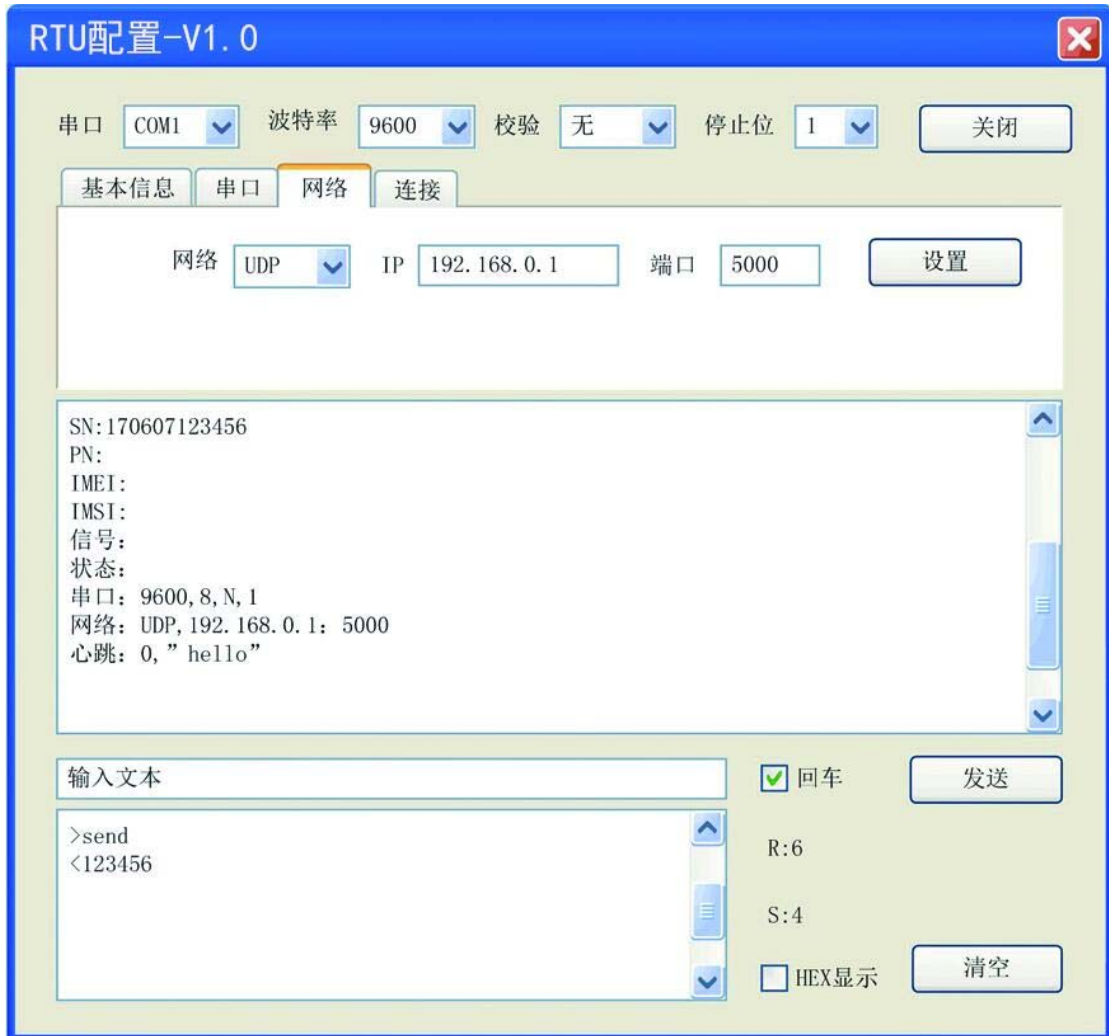 RTU配置-V1.0
串口 COM1 波特率 9600 校验 无 停止位 1 关闭
基本信息 串口 网络 连接
网络 UDP IP 192.168.0.1 端口 5000 设置
SN:170607123456
PN:
IMEI:
IMSI:
信号:
状态:
串口: 9600,8,N,1
网络: UDP,192.168.0.1: 5000
心跳: 0,” hello”
输入文本 回车 发送
>send
<123456
R:6
S:4
HEX显示 清空